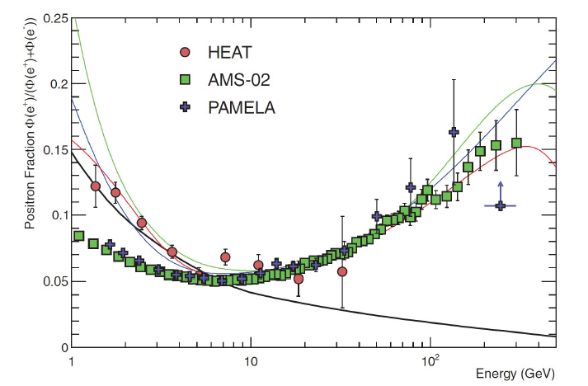 0.25
0.2
0.15
0.1
0.05
0
Positron Fraction Φ(e⁺)/(Φ(e⁺)+Φ(e⁻))
HEAT
AMS-02
PAMELA
1
10
10²
Energy (GeV)